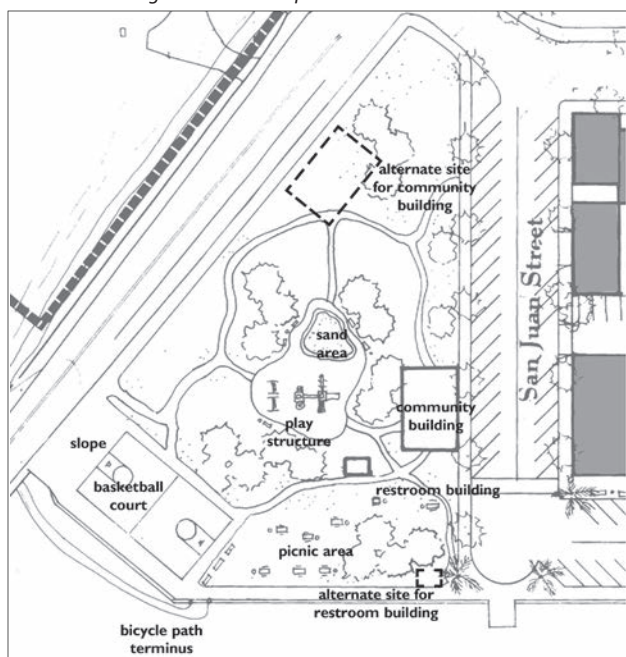 alternate site
for community
building
San Juan Street
sand
area
play
structure
community
building
slope
basketball
court
restroom building
picnic area
alternate site for
restroom building
bicycle path
terminus